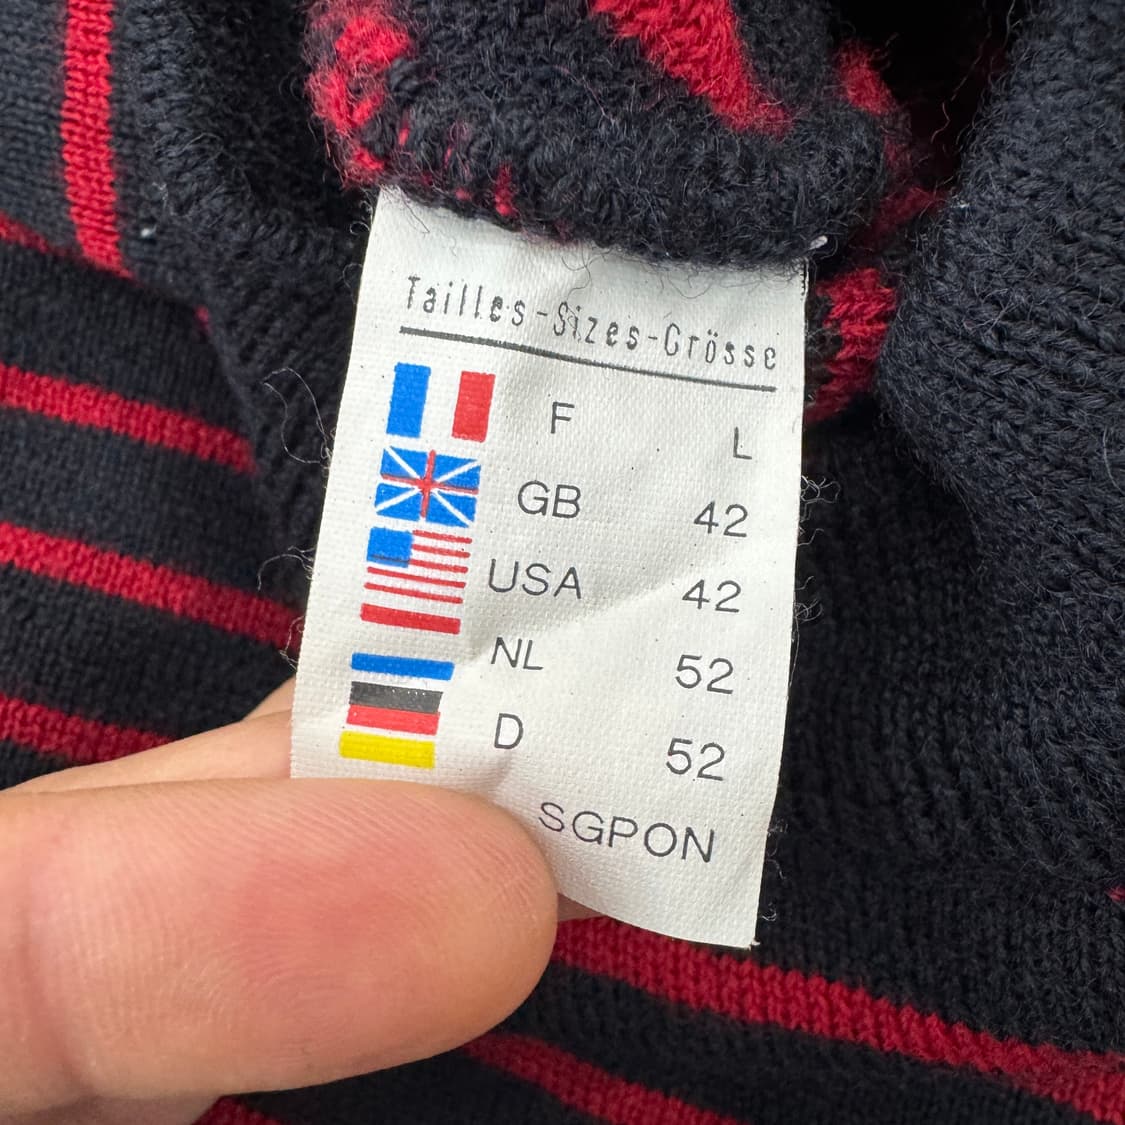 Tailles-Sizes-Grösse
F L
GB 42
USA 42
NL 52
D 52
SGPON